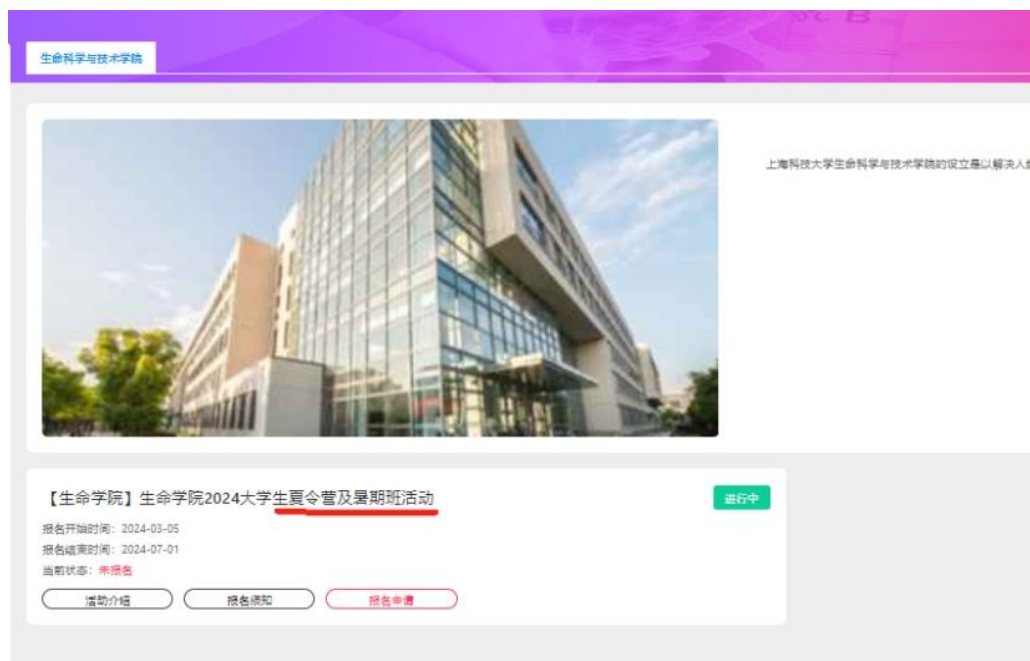 生命科学与技术学院
上海科技大学生命科学与技术学院的设立是以解决人
【生命学院】生命学院2024大学生夏令营及暑期班活动
进行中
报名开始时间：2024-03-05
报名结束时间：2024-07-01
当前状态：未报名
活动介绍
报名须知
报名申请